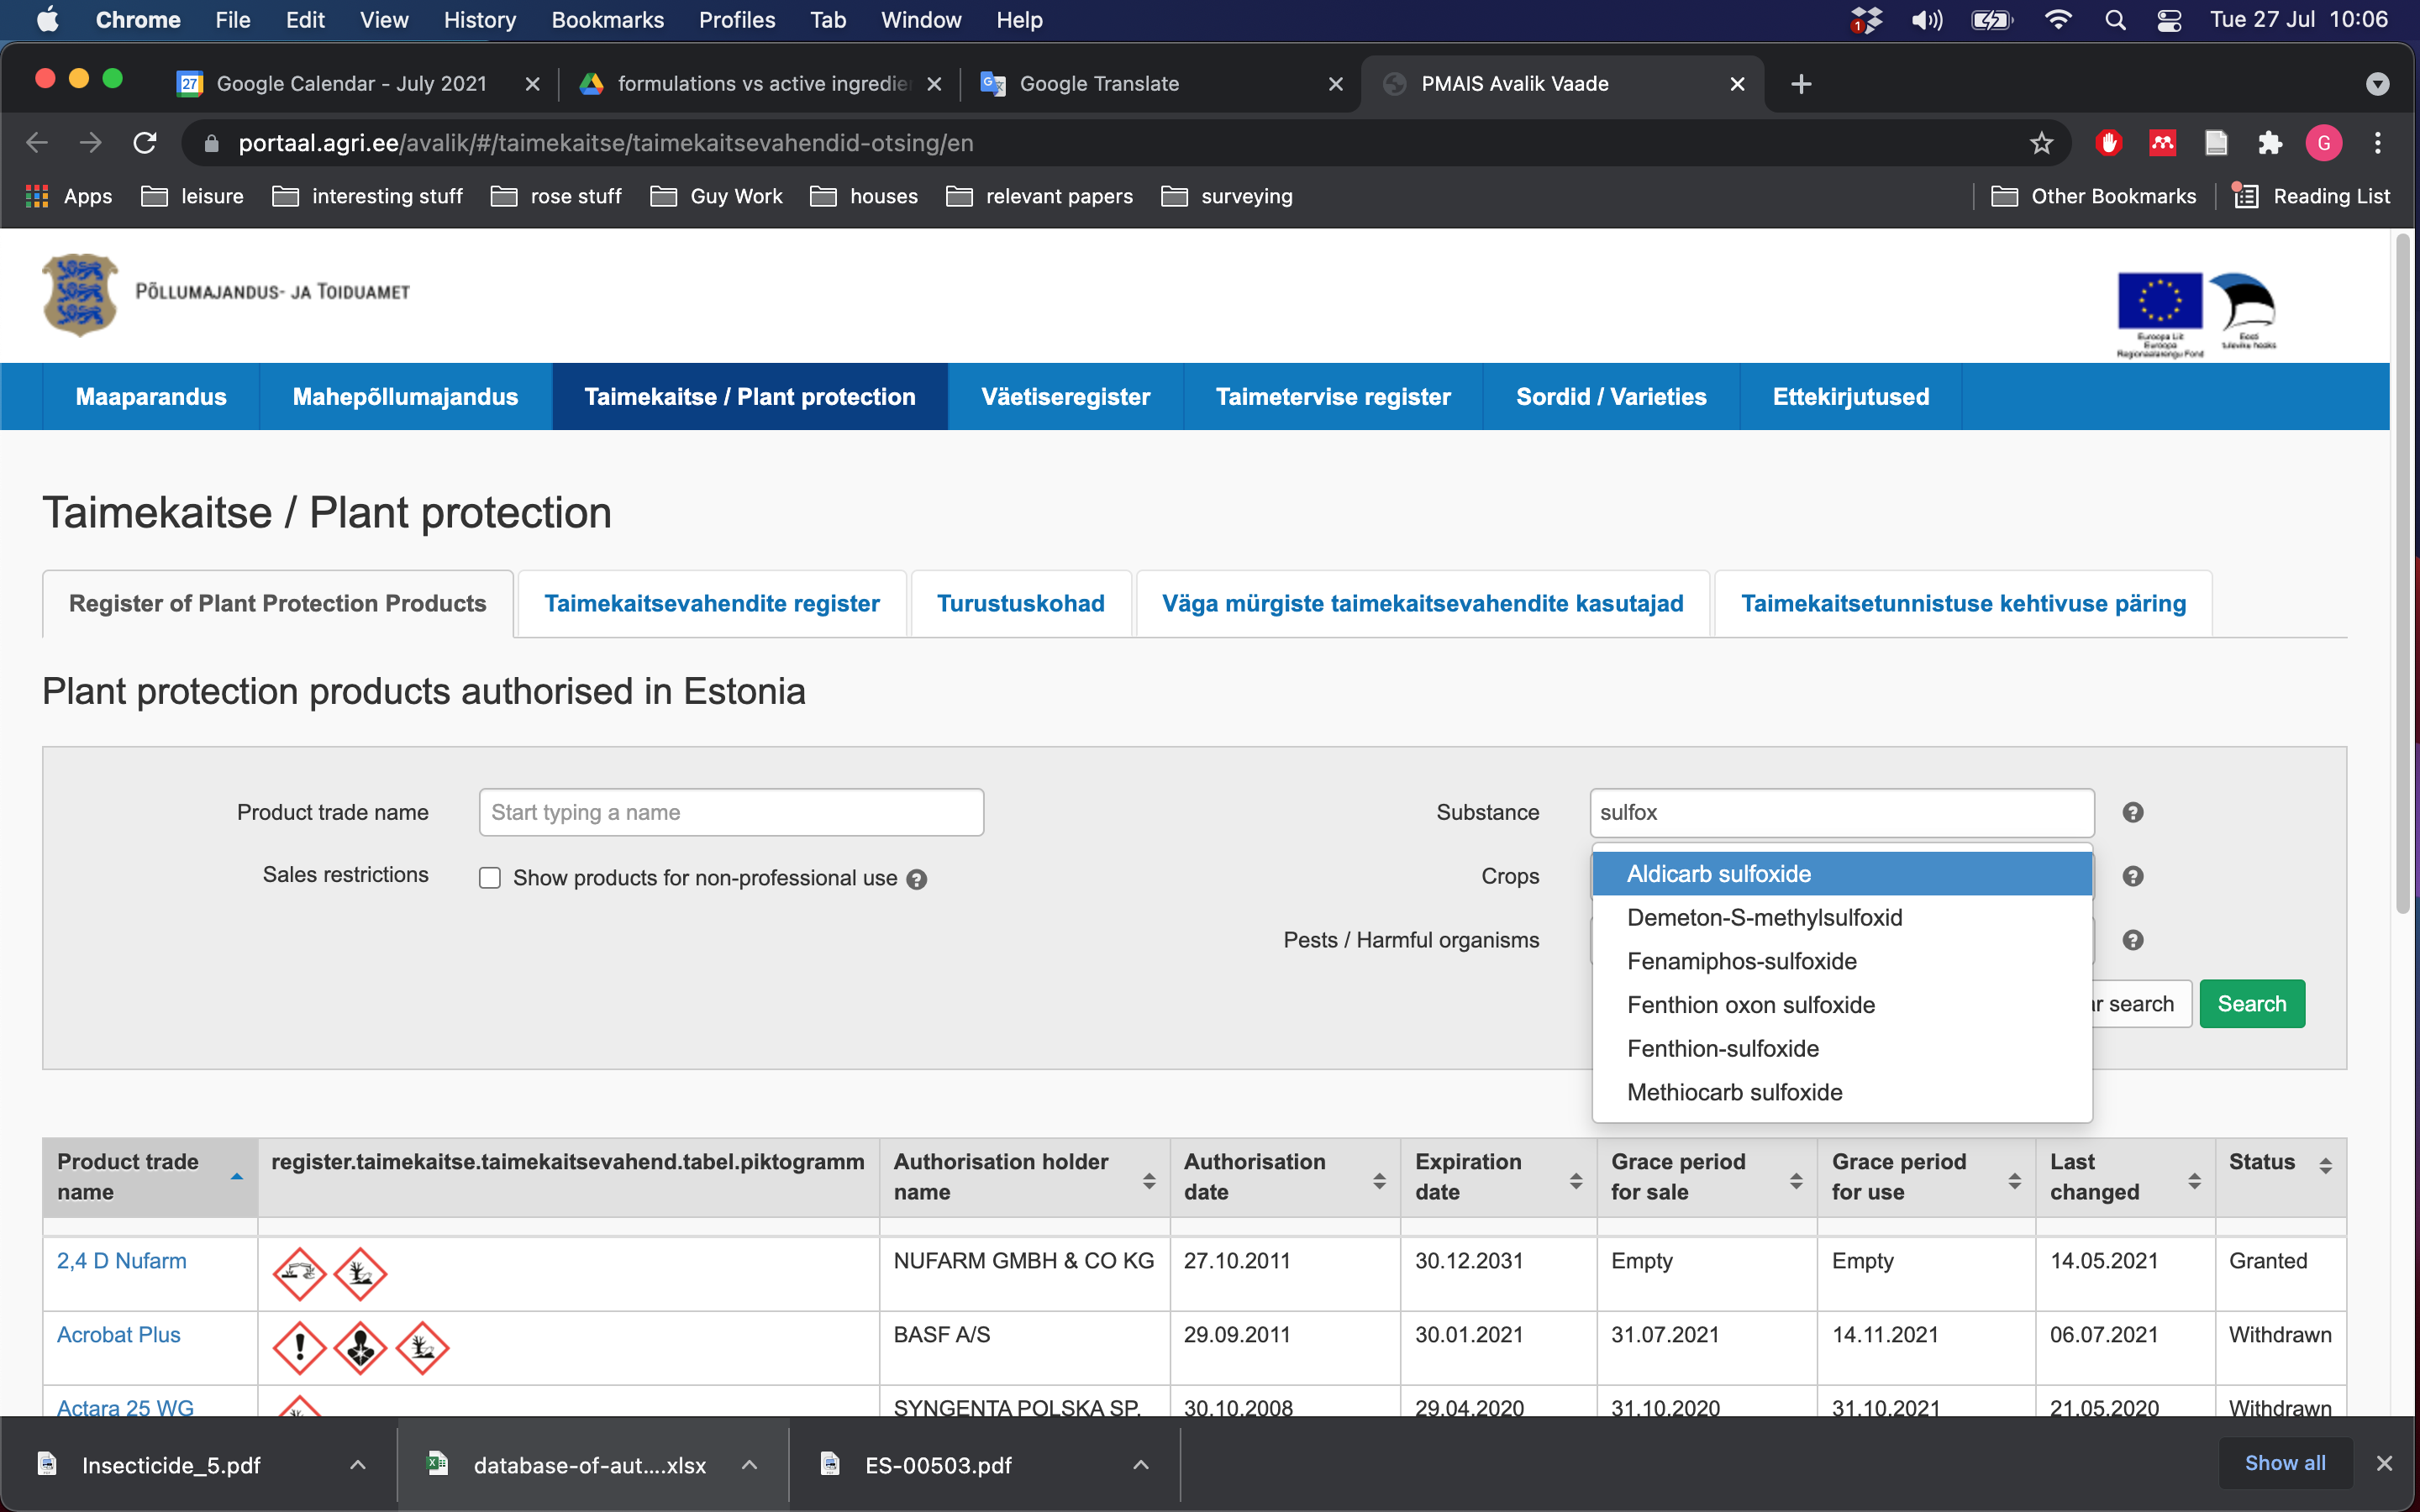 Chrome File Edit View History Bookmarks Profiles Tab Window Help 1 Tue 27 Jul 10:06
27 Google Calendar - July 2021 formulations vs active ingredie Google Translate PMAIS Avalik Vaade
portaal.agri.ee/avalik/#/taimekaitse/taimekaitsevahendid-otsing/en G
Apps leisure interesting stuff rose stuff Guy Work houses relevant papers surveying Other Bookmarks Reading List
PÕLLUMAJANDUS- JA TOIDUAMET
Euroopa Liit
Euroopa
Regionaalarengu Fond
Eesti
tuleviku heaks
Maaparandus Mahepõllumajandus Taimekaitse / Plant protection Väetiseregister Taimetervise register Sordid / Varieties Ettekirjutused
Taimekaitse / Plant protection
Register of Plant Protection Products Taimekaitsevahendite register Turustuskohad Väga mürgiste taimekaitsevahendite kasutajad Taimekaitsetunnistuse kehtivuse päring
Plant protection products authorised in Estonia
Product trade name Start typing a name Substance sulfox ?
Sales restrictions Show products for non-professional use ? Crops ?
Pests / Harmful organisms ?
Aldicarb sulfoxide
Demeton-S-methylsulfoxid
Fenamiphos-sulfoxide
Fenthion oxon sulfoxide
Fenthion-sulfoxide
Methiocarb sulfoxide
ar search Search
Product trade name register.taimekaitse.taimekaitsevahend.tabel.piktogramm Authorisation holder name Authorisation date Expiration date Grace period for sale Grace period for use Last changed Status
2,4 D Nufarm NUFARM GMBH & CO KG 27.10.2011 30.12.2031 Empty Empty 14.05.2021 Granted
Acrobat Plus BASF A/S 29.09.2011 30.01.2021 31.07.2021 14.11.2021 06.07.2021 Withdrawn
Actara 25 WG SYNGENTA POLSKA SP. 30.10.2008 29.04.2020 31.10.2020 31.10.2021 21.05.2020 Withdrawn
Insecticide_5.pdf database-of-aut....xlsx ES-00503.pdf Show all